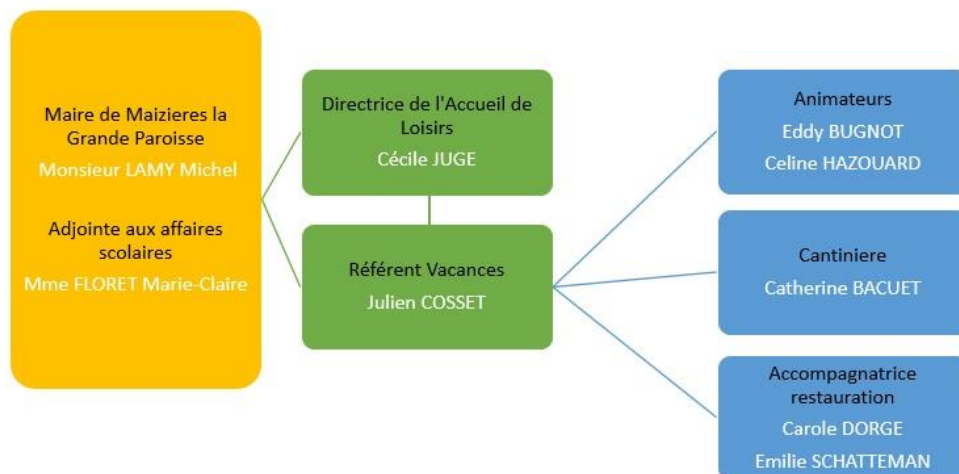 Maire de Maizieres la
Grande Paroisse
Monsieur LAMY Michel
Adjointe aux affaires
scolaires
Mme FLORET Marie-Claire
Directrice de l'Accueil de
Loisirs
Cécile JUGE
Référent Vacances
Julien COSSET
Animateurs
Eddy BUGNOT
Celine HAZOUARD
Cantiniere
Catherine BACUET
Accompagnatrice
restauration
Carole DORGE
Emilie SCHATTEMAN